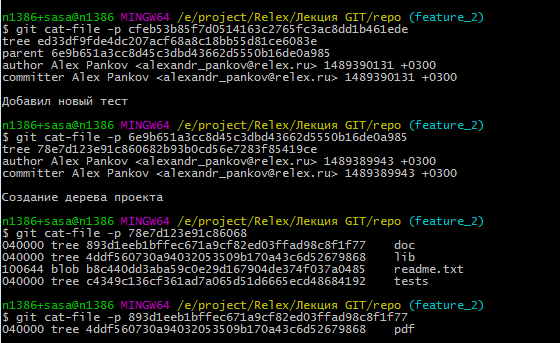 n1386+sasa@n1386 MINGW64 /e/project/Relex/Лекция GIT/repo (feature_2)
$ git cat-file -p cfeb53b85f7d0514163c2765fc3ac8dd1b461ede
tree ed33df9fde4dc207acf68a8c18bb55d81ce6083e
parent 6e9b651a3cc8d45c3dbd43662d5550b16de0a985
author Alex Pankov <alexandr_pankov@relex.ru> 1489390131 +0300
committer Alex Pankov <alexandr_pankov@relex.ru> 1489390131 +0300
Добавил новый тест
n1386+sasa@n1386 MINGW64 /e/project/Relex/Лекция GIT/repo (feature_2)
$ git cat-file -p 6e9b651a3cc8d45c3dbd43662d5550b16de0a985
tree 78e7d123e91c860682b93b0cd56e7283f85419ce
author Alex Pankov <alexandr_pankov@relex.ru> 1489389943 +0300
committer Alex Pankov <alexandr_pankov@relex.ru> 1489389943 +0300
Создание дерева проекта
n1386+sasa@n1386 MINGW64 /e/project/Relex/Лекция GIT/repo (feature_2)
$ git cat-file -p 78e7d123e91c86068
040000 tree 893d1eeb1bffec671a9cf82ed03ffad98c8f1f77 doc
040000 tree 4ddf560730a94032053509b170a43c6d52679868 lib
100644 blob b8c440dd3aba59c0e29d167904de374f037a0485 readme.txt
040000 tree c4349c136cf361ad7a065d51d6665ecd48684192 tests
n1386+sasa@n1386 MINGW64 /e/project/Relex/Лекция GIT/repo (feature_2)
$ git cat-file -p 893d1eeb1bffec671a9cf82ed03ffad98c8f1f77
040000 tree 4ddf560730a94032053509b170a43c6d52679868 pdf